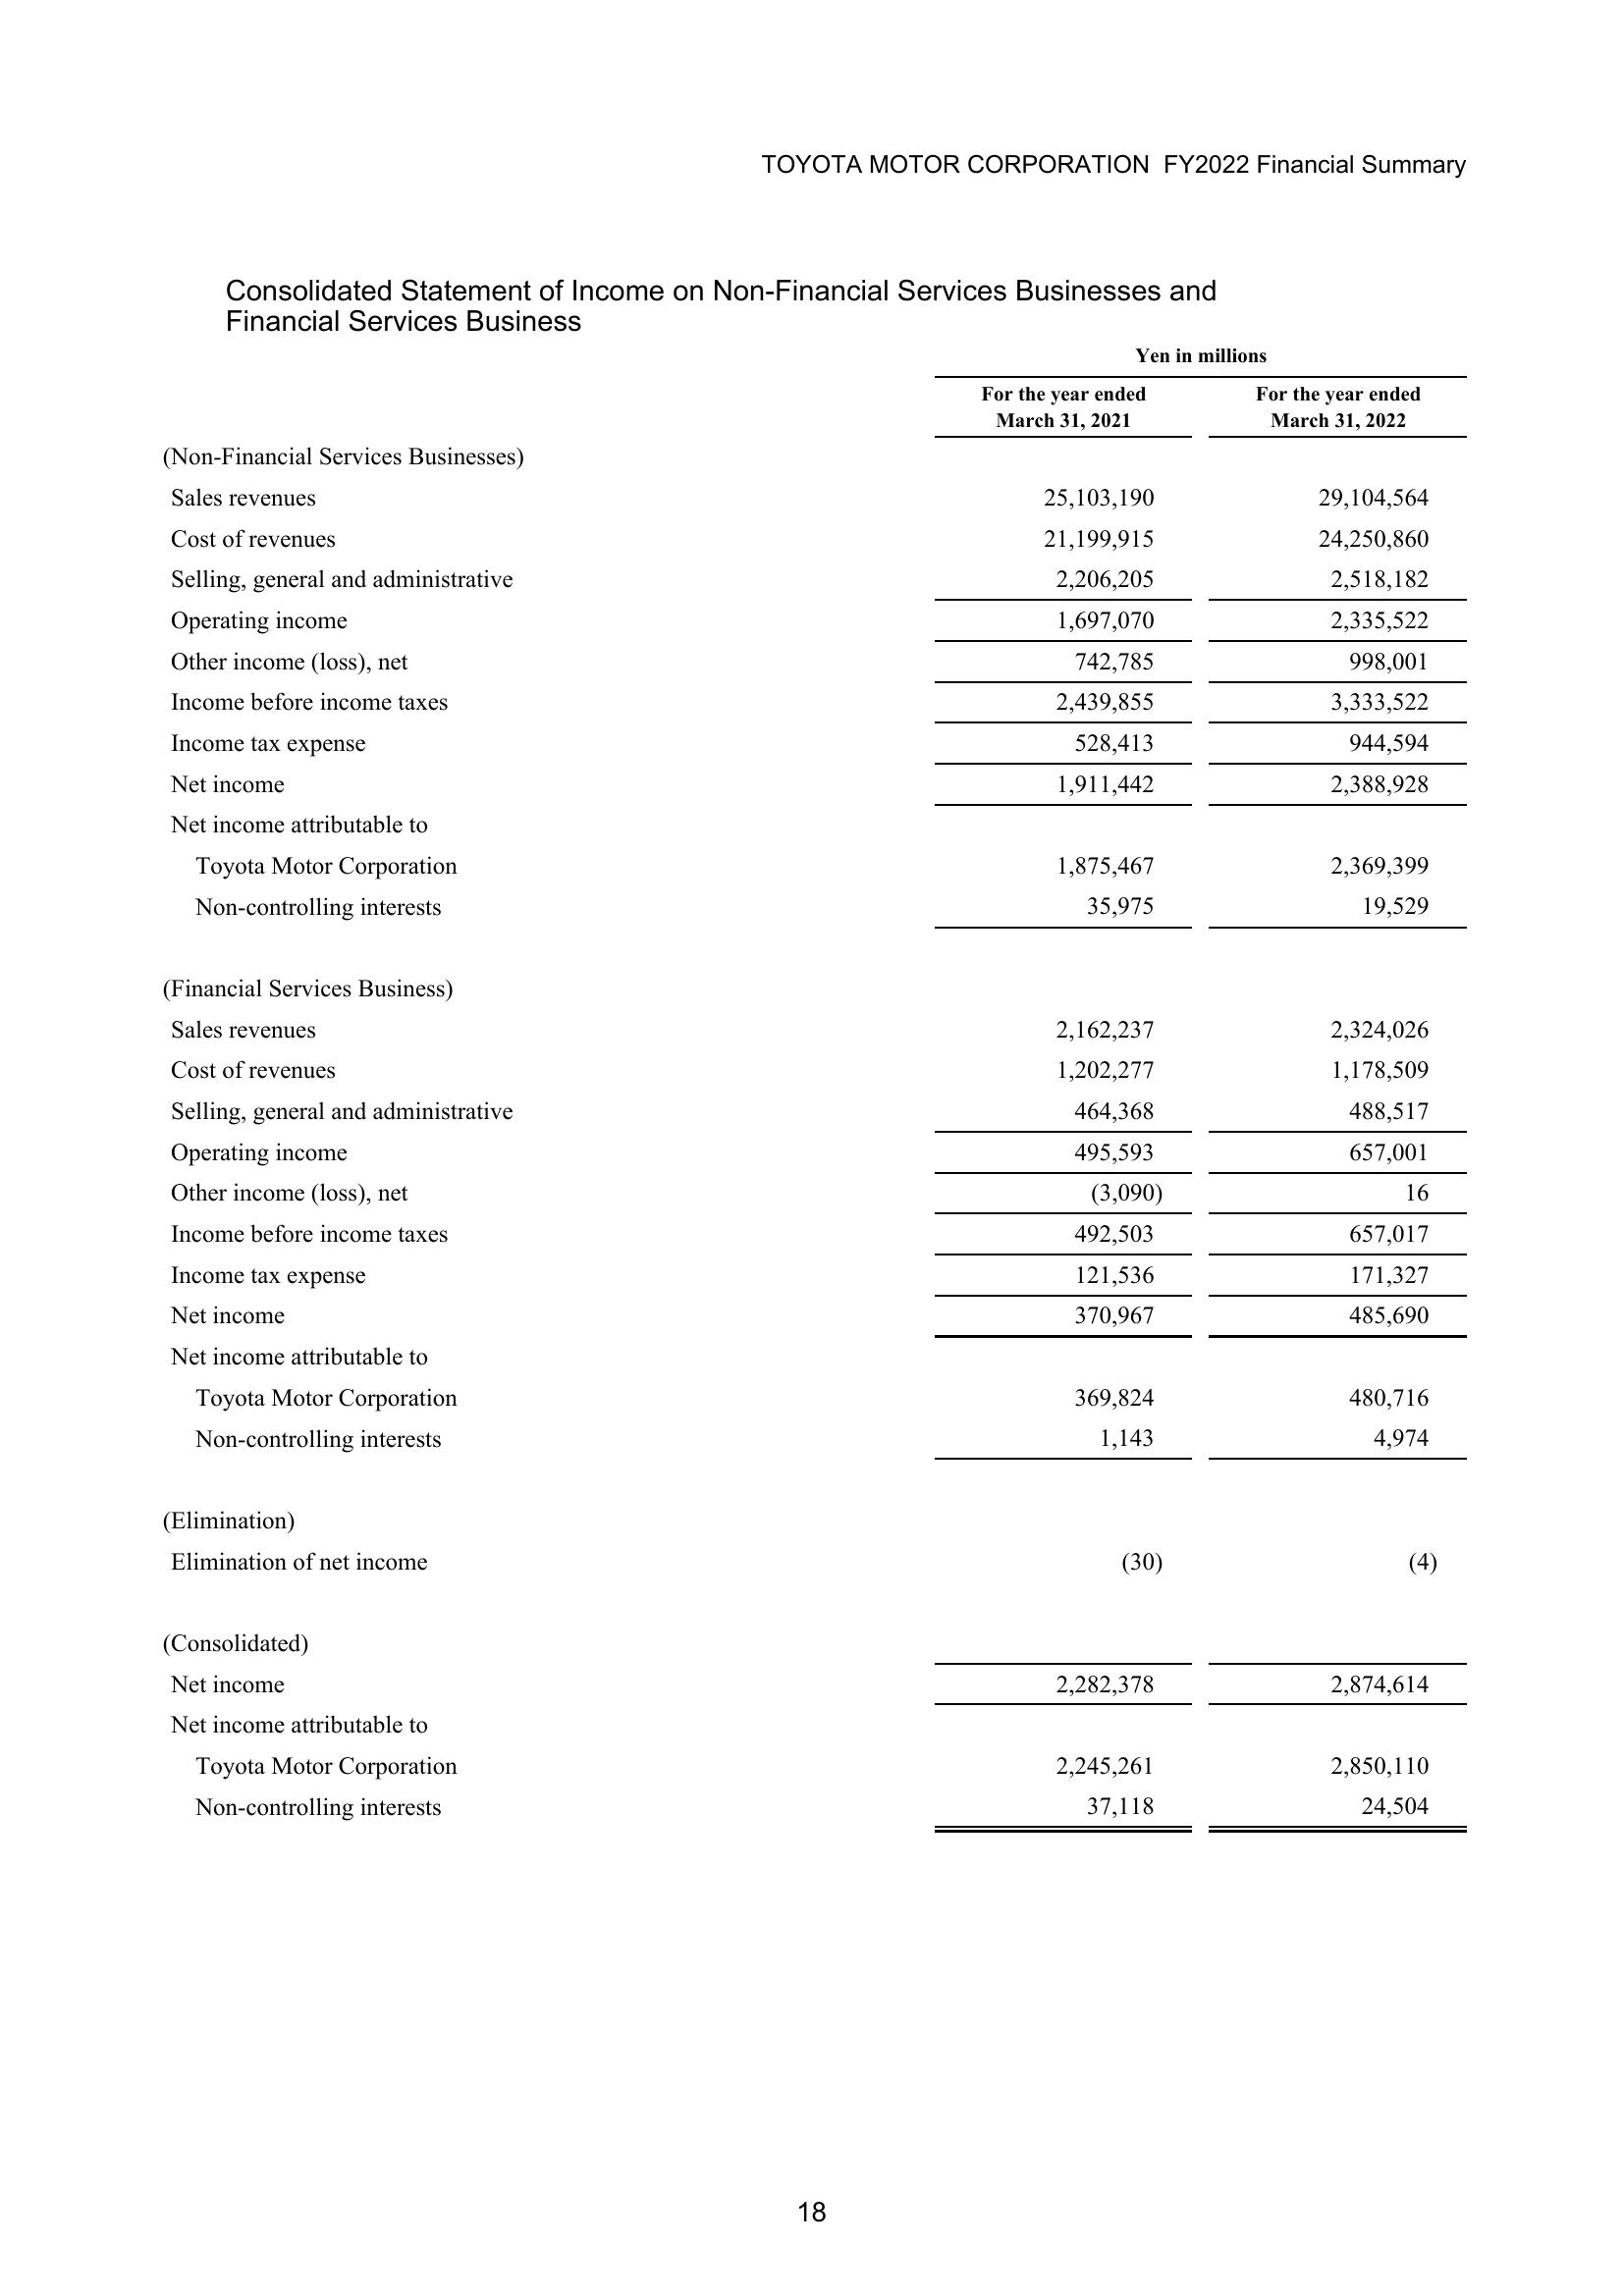 TOYOTA MOTOR CORPORATION FY2022 Financial Summary
Consolidated Statement of Income on Non-Financial Services Businesses and
Financial Services Business
Yen in millions
For the year ended For the year ended
March 31, 2021 March 31, 2022
(Non-Financial Services Businesses)
Sales revenues 25,103,190 29,104,564
Cost of revenues 21,199,915 24,250,860
Selling, general and administrative 2,206,205 2,518,182
Operating income 1,697,070 2,335,522
Other income (loss), net 742,785 998,001
Income before income taxes 2,439,855 3,333,522
Income tax expense 528,413 944,594
Net income 1,911,442 2,388,928
Net income attributable to
Toyota Motor Corporation 1,875,467 2,369,399
Non-controlling interests 35,975 19,529
(Financial Services Business)
Sales revenues 2,162,237 2,324,026
Cost of revenues 1,202,277 1,178,509
Selling, general and administrative 464,368 488,517
Operating income 495,593 657,001
Other income (loss), net (3,090) 16
Income before income taxes 492,503 657,017
Income tax expense 121,536 171,327
Net income 370,967 485,690
Net income attributable to
Toyota Motor Corporation 369,824 480,716
Non-controlling interests 1,143 4,974
(Elimination)
Elimination of net income (30) (4)
(Consolidated)
Net income 2,282,378 2,874,614
Net income attributable to
Toyota Motor Corporation 2,245,261 2,850,110
Non-controlling interests 37,118 24,504
18